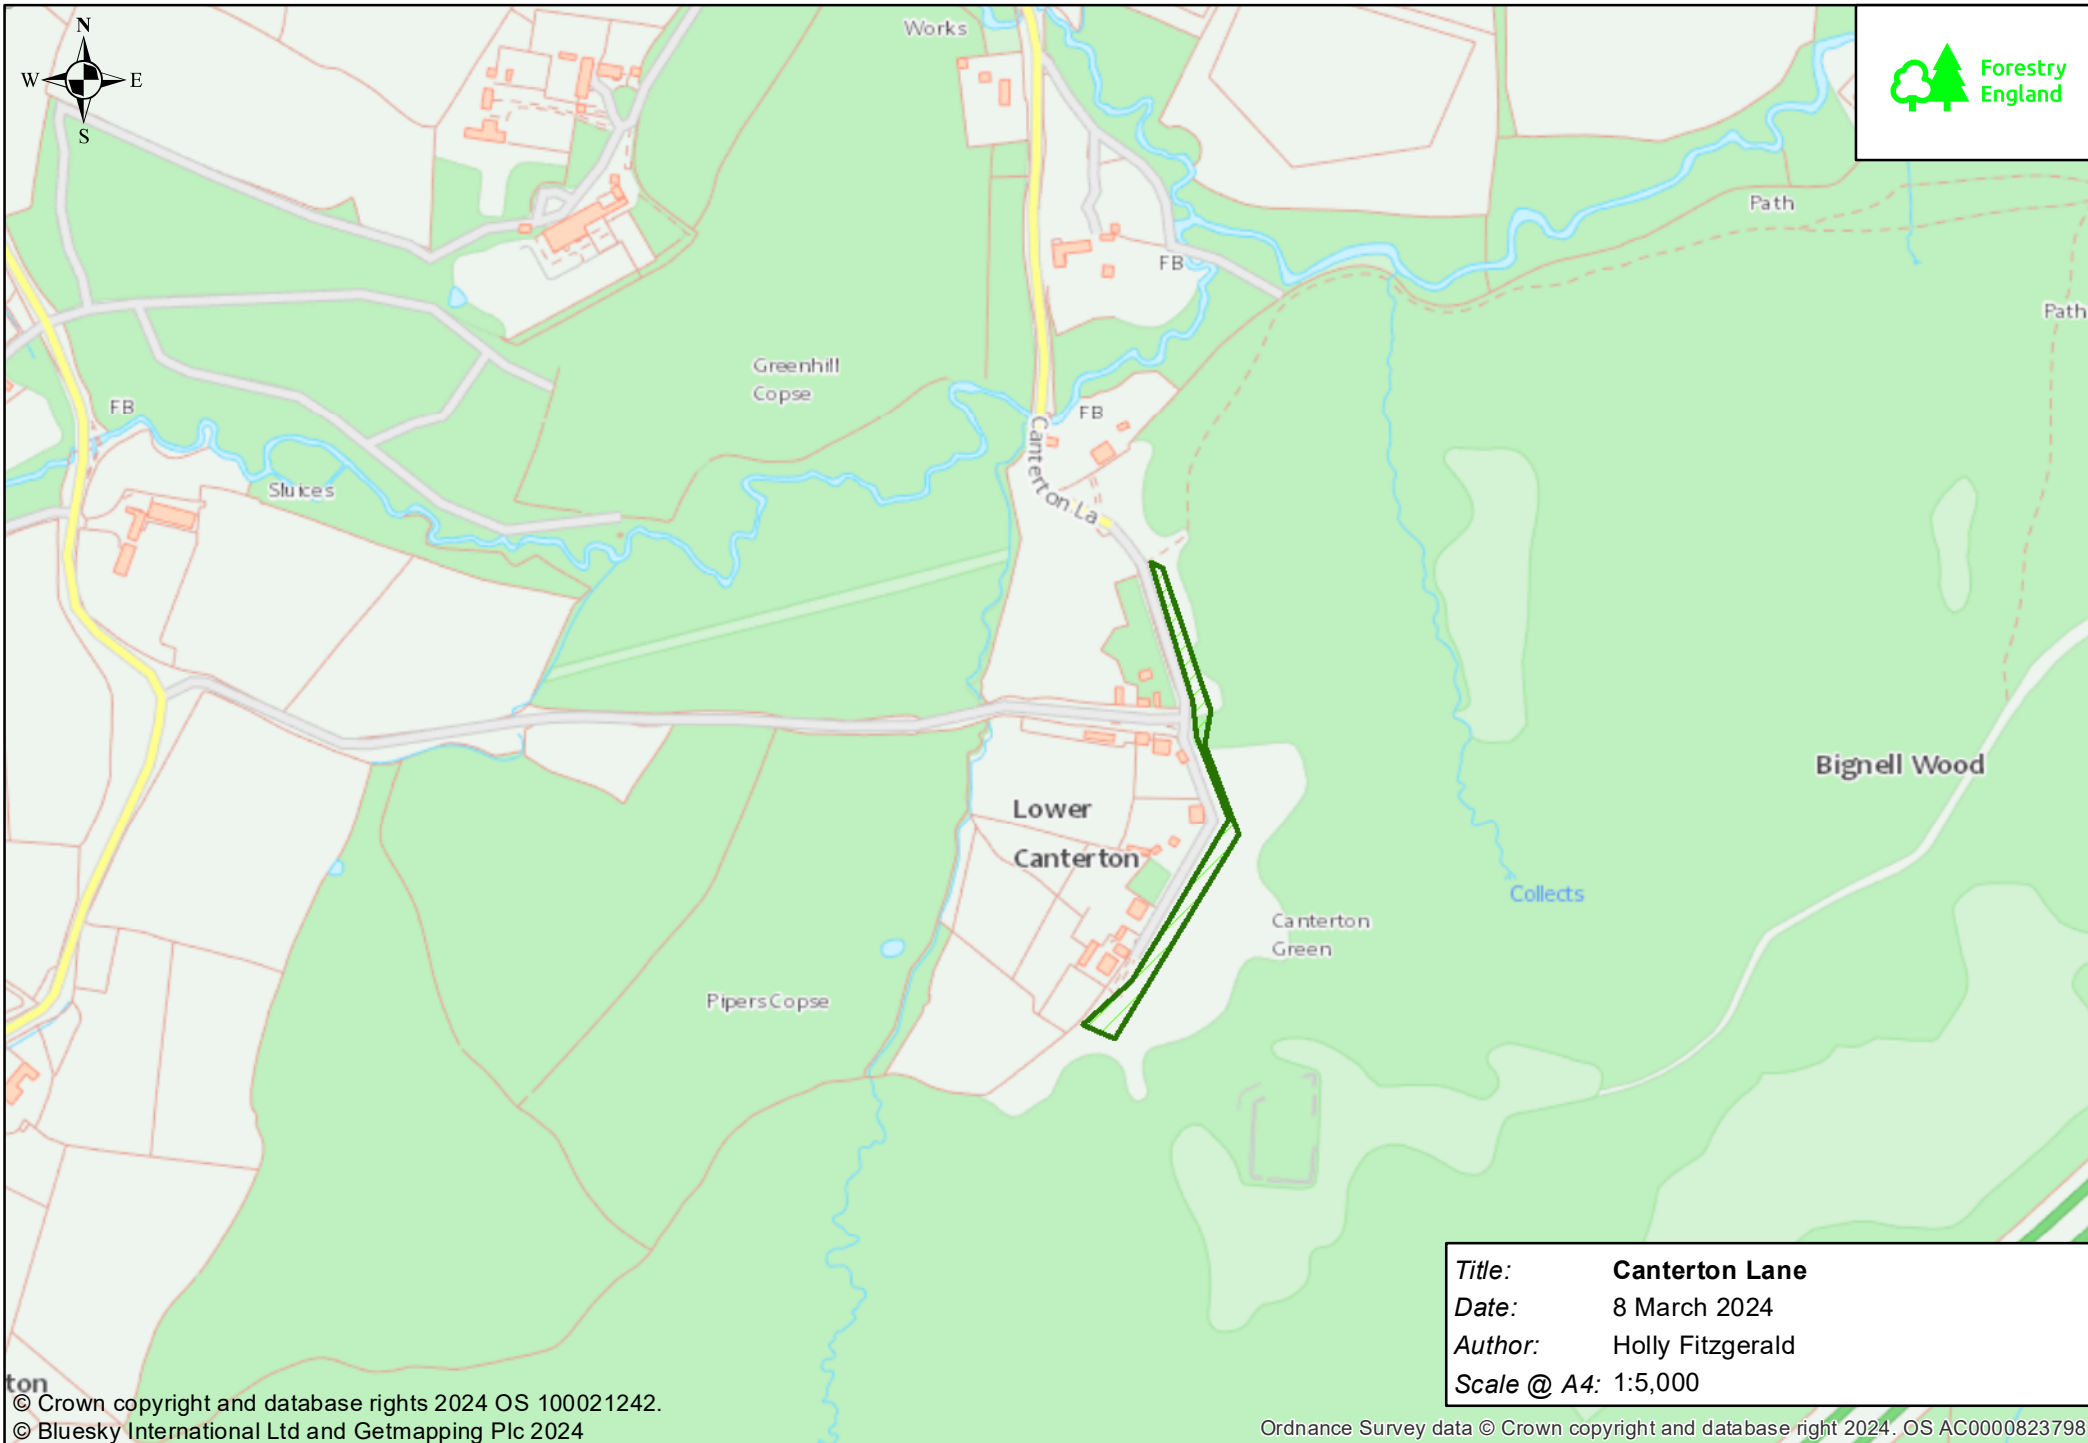 N
W E
S
Works
Forestry
England
Path
FB
Path
Greenhill
Copse
FB
FB
Canterton La
Sluices
Bignell Wood
Lower
Canterton
Collects
Canterton
Green
Pipers Copse
Title: Canterton Lane
Date: 8 March 2024
Author: Holly Fitzgerald
Scale @ A4: 1:5,000
ton
© Crown copyright and database rights 2024 OS 100021242.
© Bluesky International Ltd and Getmapping Plc 2024
Ordnance Survey data © Crown copyright and database right 2024. OS AC0000823798